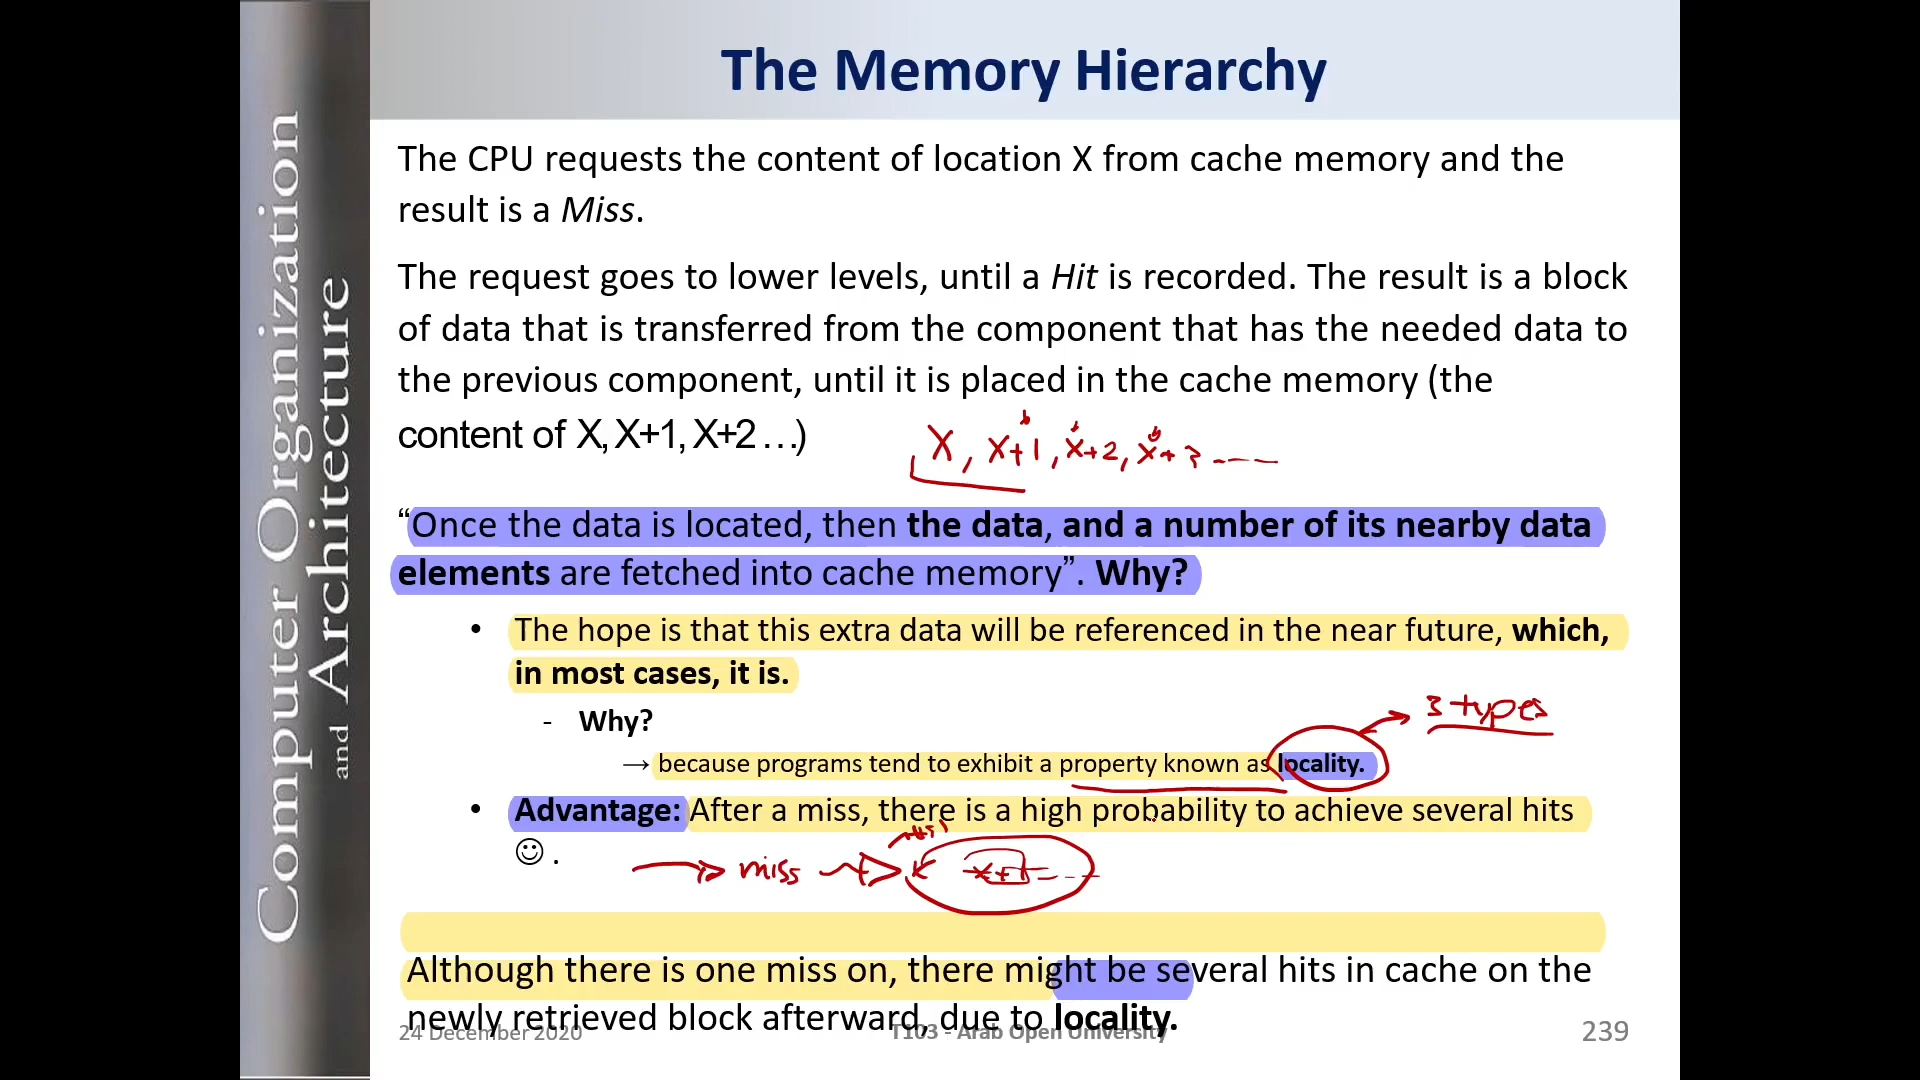 Computer Organization
and Architecture
The Memory Hierarchy
The CPU requests the content of location X from cache memory and the
result is a Miss.
The request goes to lower levels, until a Hit is recorded. The result is a block
of data that is transferred from the component that has the needed data to
the previous component, until it is placed in the cache memory (the
content of X, X+1, X+2 …)
X, X+1, X+2, X+3 ----
“Once the data is located, then the data, and a number of its nearby data
elements are fetched into cache memory”. Why?
• The hope is that this extra data will be referenced in the near future, which,
in most cases, it is.
- Why?
3 types
→ because programs tend to exhibit a property known as locality.
• Advantage: After a miss, there is a high probability to achieve several hits
☺ .
miss X X+1 ---
Although there is one miss on, there might be several hits in cache on the
newly retrieved block afterward, due to locality.
24 December 2020 T103 - Arab Open University 239